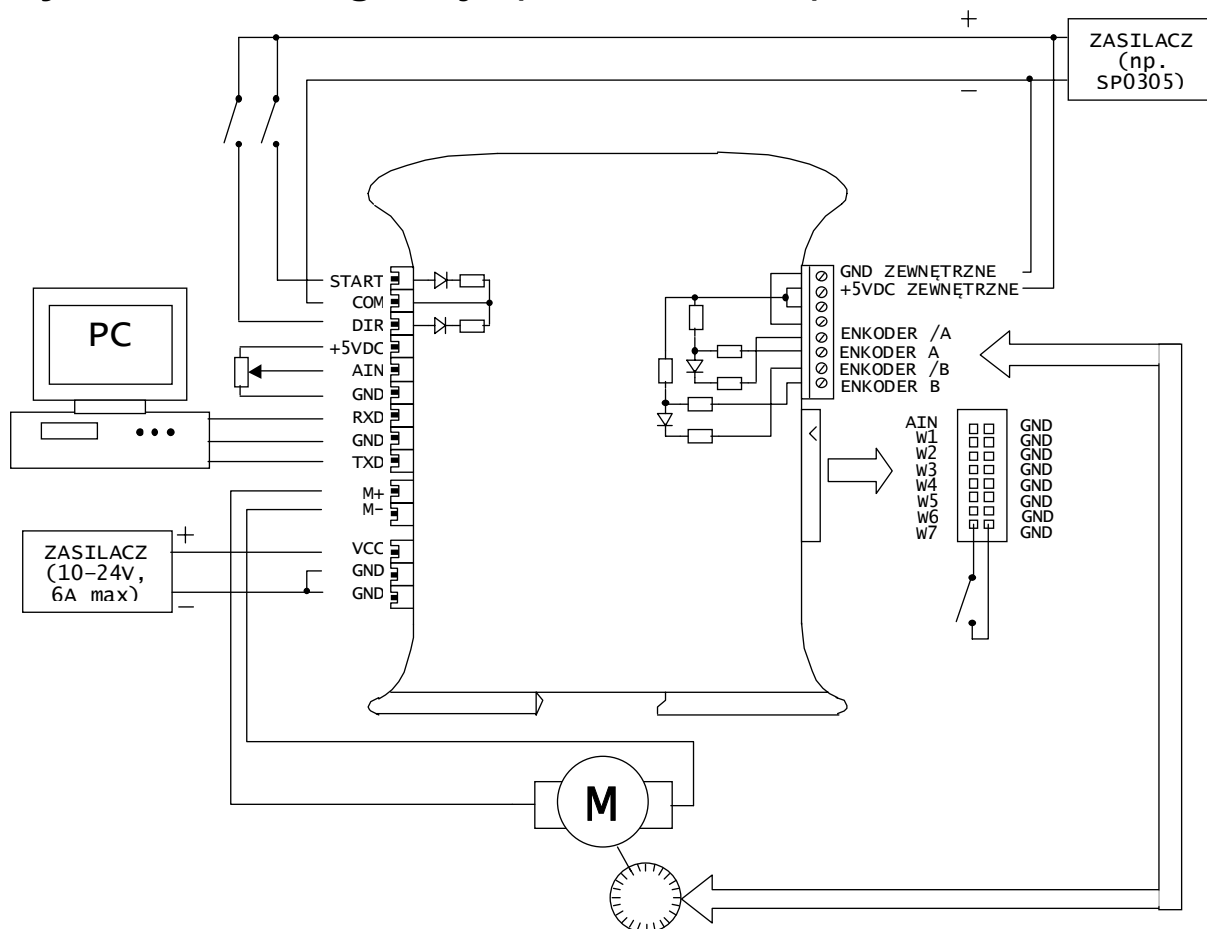 +
ZASILACZ
(np.
SP0305)
−
START
COM
DIR
+5VDC
AIN
GND
RXD
GND
TXD
M+
M-
VCC
GND
GND
PC
+
ZASILACZ
(10-24V,
6A max)
−
GND ZEWNĘTRZNE
+5VDC ZEWNĘTRZNE
ENKODER /A
ENKODER A
ENKODER /B
ENKODER B
AIN GND
W1 GND
W2 GND
W3 GND
W4 GND
W5 GND
W6 GND
W7 GND
M